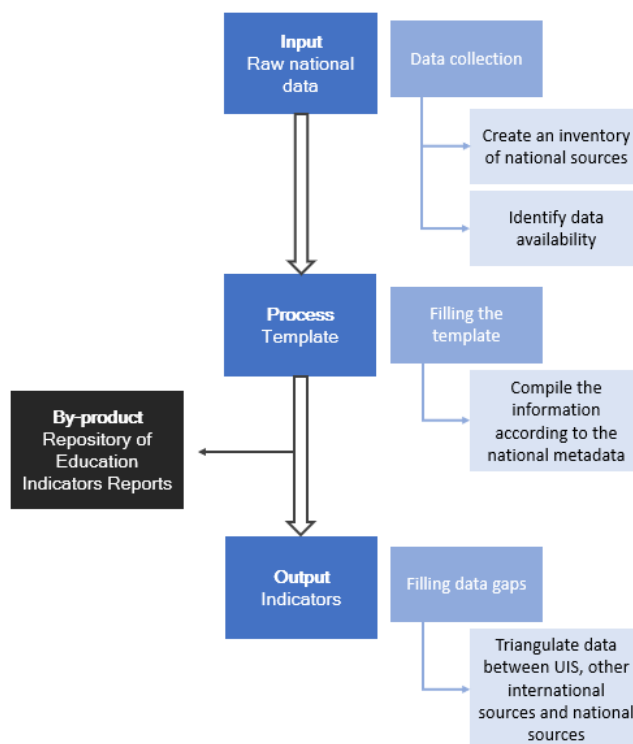 Input
Raw national
data
Data collection
Create an inventory
of national sources
Identify data
availability
Process
Template
Filling the
template
Compile the
information
according to the
national metadata
By-product
Repository of
Education
Indicators Reports
Output
Indicators
Filling data gaps
Triangulate data
between UIS, other
international
sources and national
sources